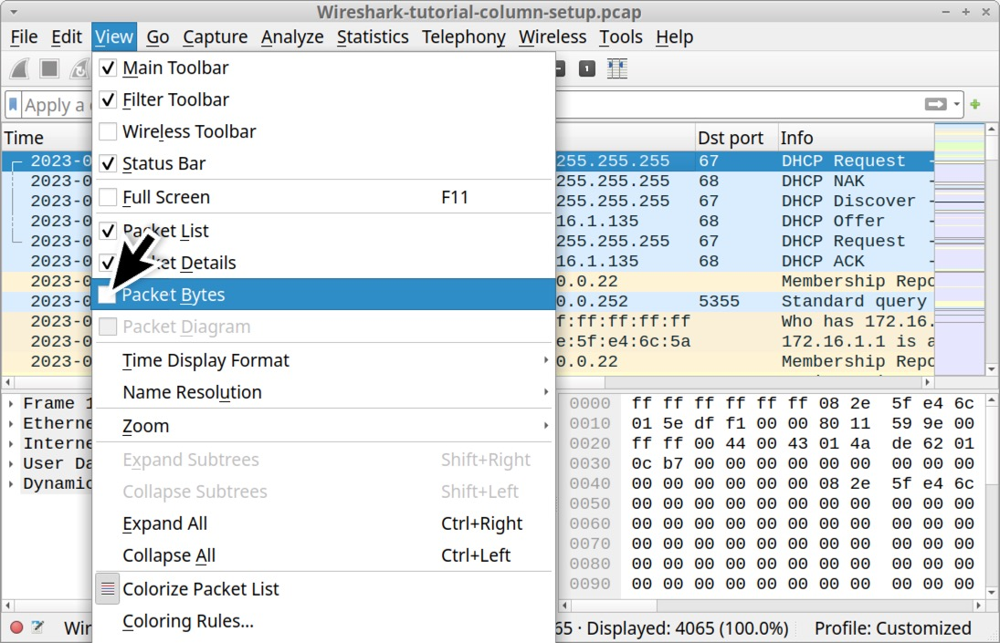 Wireshark-tutorial-column-setup.pcap
File Edit View Go Capture Analyze Statistics Telephony Wireless Tools Help
1
Apply a
Time Dst port Info
Main Toolbar
Filter Toolbar
Wireless Toolbar
Status Bar
Full Screen F11
Packet List
Packet Details
Packet Bytes
Packet Diagram
Time Display Format
Name Resolution
Zoom
Expand Subtrees Shift+Right
Collapse Subtrees Shift+Left
Expand All Ctrl+Right
Collapse All Ctrl+Left
Colorize Packet List
Coloring Rules...
2023-0 255.255.255 67 DHCP Request -
2023-0 255.255.255 68 DHCP NAK -
2023-0 255.255.255 67 DHCP Discover -
2023-0 16.1.135 68 DHCP Offer -
2023-0 255.255.255 67 DHCP Request -
2023-0 16.1.135 68 DHCP ACK -
2023-0 0.0.22 Membership Repo
2023-0 0.0.252 5355 Standard query
2023-0 f:ff:ff:ff:ff Who has 172.16.
2023-0 e:5f:e4:6c:5a 172.16.1.1 is a
2023-0 0.0.22 Membership Repo
Frame 1
Etherne
Interne
User Da
Dynamic
0000 ff ff ff ff ff ff 08 2e 5f e4 6c
0010 01 5e df f1 00 00 80 11 59 9e 00
0020 ff ff 00 44 00 43 01 4a de 62 01
0030 0c b7 00 00 00 00 00 00 00 00 00
0040 00 00 00 00 00 00 08 2e 5f e4 6c
0050 00 00 00 00 00 00 00 00 00 00 00
0060 00 00 00 00 00 00 00 00 00 00 00
0070 00 00 00 00 00 00 00 00 00 00 00
0080 00 00 00 00 00 00 00 00 00 00 00
0090 00 00 00 00 00 00 00 00 00 00 00
Wir 65 · Displayed: 4065 (100.0%) Profile: Customized